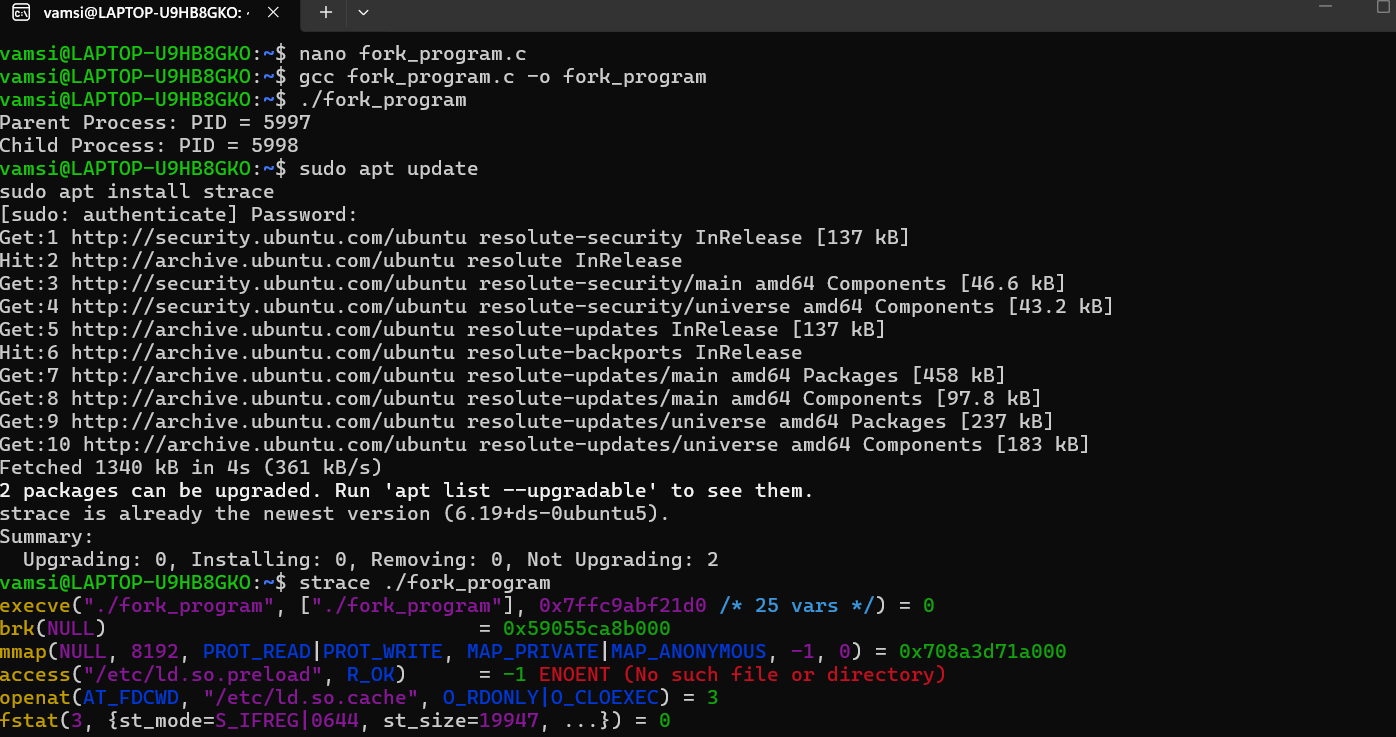 vamsi@LAPTOP-U9HB8GKO: ·
vamsi@LAPTOP-U9HB8GKO:~$ nano fork_program.c
vamsi@LAPTOP-U9HB8GKO:~$ gcc fork_program.c -o fork_program
vamsi@LAPTOP-U9HB8GKO:~$ ./fork_program
Parent Process: PID = 5997
Child Process: PID = 5998
vamsi@LAPTOP-U9HB8GKO:~$ sudo apt update
sudo apt install strace
[sudo: authenticate] Password:
Get:1 http://security.ubuntu.com/ubuntu resolute-security InRelease [137 kB]
Hit:2 http://archive.ubuntu.com/ubuntu resolute InRelease
Get:3 http://security.ubuntu.com/ubuntu resolute-security/main amd64 Components [46.6 kB]
Get:4 http://security.ubuntu.com/ubuntu resolute-security/universe amd64 Components [43.2 kB]
Get:5 http://archive.ubuntu.com/ubuntu resolute-updates InRelease [137 kB]
Hit:6 http://archive.ubuntu.com/ubuntu resolute-backports InRelease
Get:7 http://archive.ubuntu.com/ubuntu resolute-updates/main amd64 Packages [458 kB]
Get:8 http://archive.ubuntu.com/ubuntu resolute-updates/main amd64 Components [97.8 kB]
Get:9 http://archive.ubuntu.com/ubuntu resolute-updates/universe amd64 Packages [237 kB]
Get:10 http://archive.ubuntu.com/ubuntu resolute-updates/universe amd64 Components [183 kB]
Fetched 1340 kB in 4s (361 kB/s)
2 packages can be upgraded. Run 'apt list --upgradable' to see them.
strace is already the newest version (6.19+ds-0ubuntu5).
Summary:
  Upgrading: 0, Installing: 0, Removing: 0, Not Upgrading: 2
vamsi@LAPTOP-U9HB8GKO:~$ strace ./fork_program
execve("./fork_program", ["./fork_program"], 0x7ffc9abf21d0 /* 25 vars */) = 0
brk(NULL)                               = 0x59055ca8b000
mmap(NULL, 8192, PROT_READ|PROT_WRITE, MAP_PRIVATE|MAP_ANONYMOUS, -1, 0) = 0x708a3d71a000
access("/etc/ld.so.preload", R_OK)      = -1 ENOENT (No such file or directory)
openat(AT_FDCWD, "/etc/ld.so.cache", O_RDONLY|O_CLOEXEC) = 3
fstat(3, {st_mode=S_IFREG|0644, st_size=19947, ...}) = 0